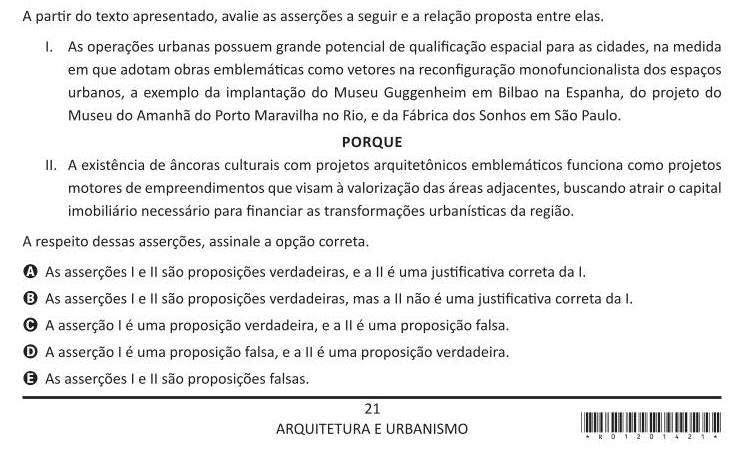 A partir do texto apresentado, avalie as asserções a seguir e a relação proposta entre elas.
I. As operações urbanas possuem grande potencial de qualificação espacial para as cidades, na medida
em que adotam obras emblemáticas como vetores na reconfiguração monofuncionalista dos espaços
urbanos, a exemplo da implantação do Museu Guggenheim em Bilbao na Espanha, do projeto do
Museu do Amanhã do Porto Maravilha no Rio, e da Fábrica dos Sonhos em São Paulo.
PORQUE
II. A existência de âncoras culturais com projetos arquitetônicos emblemáticos funciona como projetos
motores de empreendimentos que visam à valorização das áreas adjacentes, buscando atrair o capital
imobiliário necessário para financiar as transformações urbanísticas da região.
A respeito dessas asserções, assinale a opção correta.
A As asserções I e II são proposições verdadeiras, e a II é uma justificativa correta da I.
B As asserções I e II são proposições verdadeiras, mas a II não é uma justificativa correta da I.
C A asserção I é uma proposição verdadeira, e a II é uma proposição falsa.
D A asserção I é uma proposição falsa, e a II é uma proposição verdadeira.
E As asserções I e II são proposições falsas.
21
ARQUITETURA E URBANISMO
* R 0 1 2 0 1 4 2 1 *